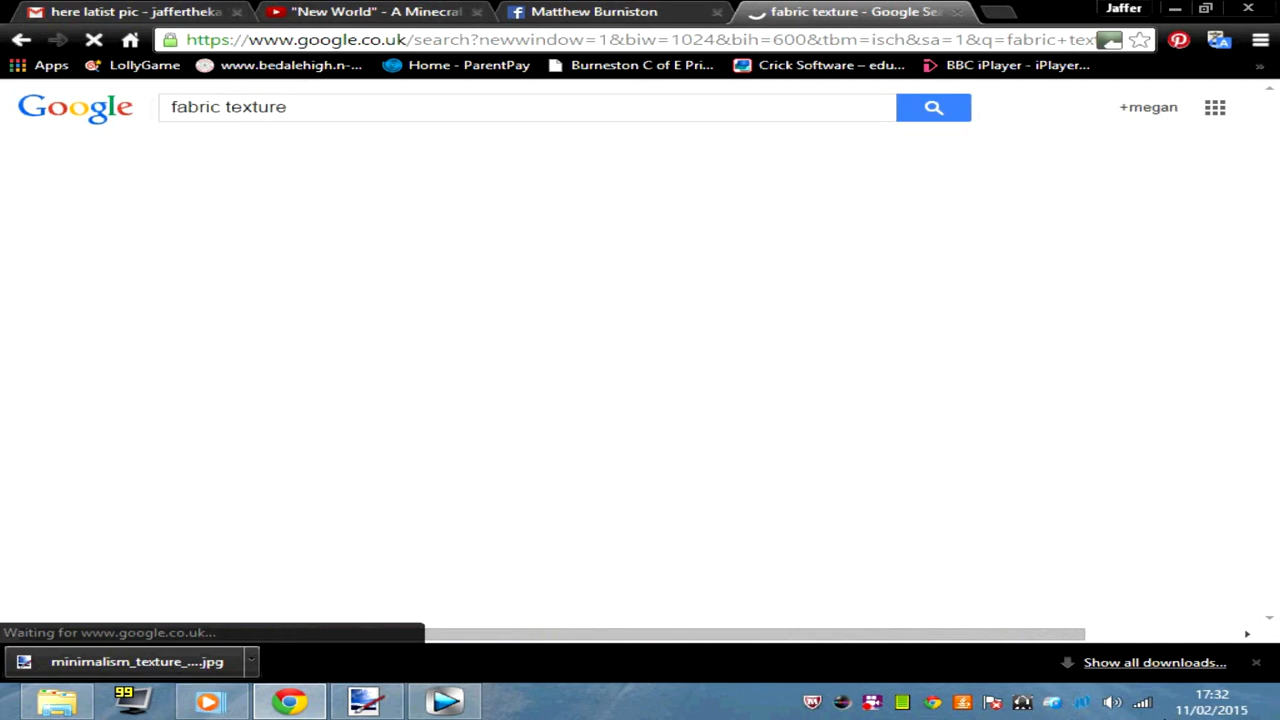 here latist pic - jaffertheka
"New World" - A Minecraf
Matthew Burniston
fabric texture - Google Sea
Jaffer
https://www.google.co.uk/search?newwindow=1&biw=1024&bih=600&tbm=isch&sa=1&q=fabric+tex
Apps LollyGame www.bedalehigh.n-... Home - ParentPay Burneston C of E Pri... Crick Software – edu... BBC iPlayer - iPlayer... »
Google fabric texture +megan
Waiting for www.google.co.uk...
minimalism_texture_....jpg Show all downloads...
99
17:32
11/02/2015